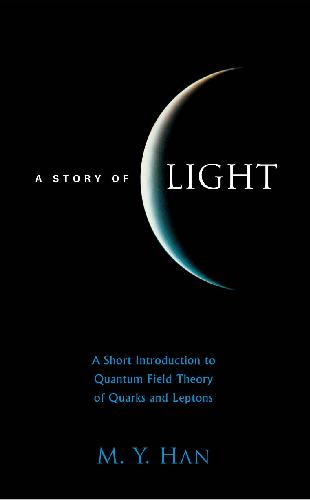 A STORY OF LIGHT
A Short Introduction to
Quantum Field Theory
of Quarks and Leptons
M. Y. HAN